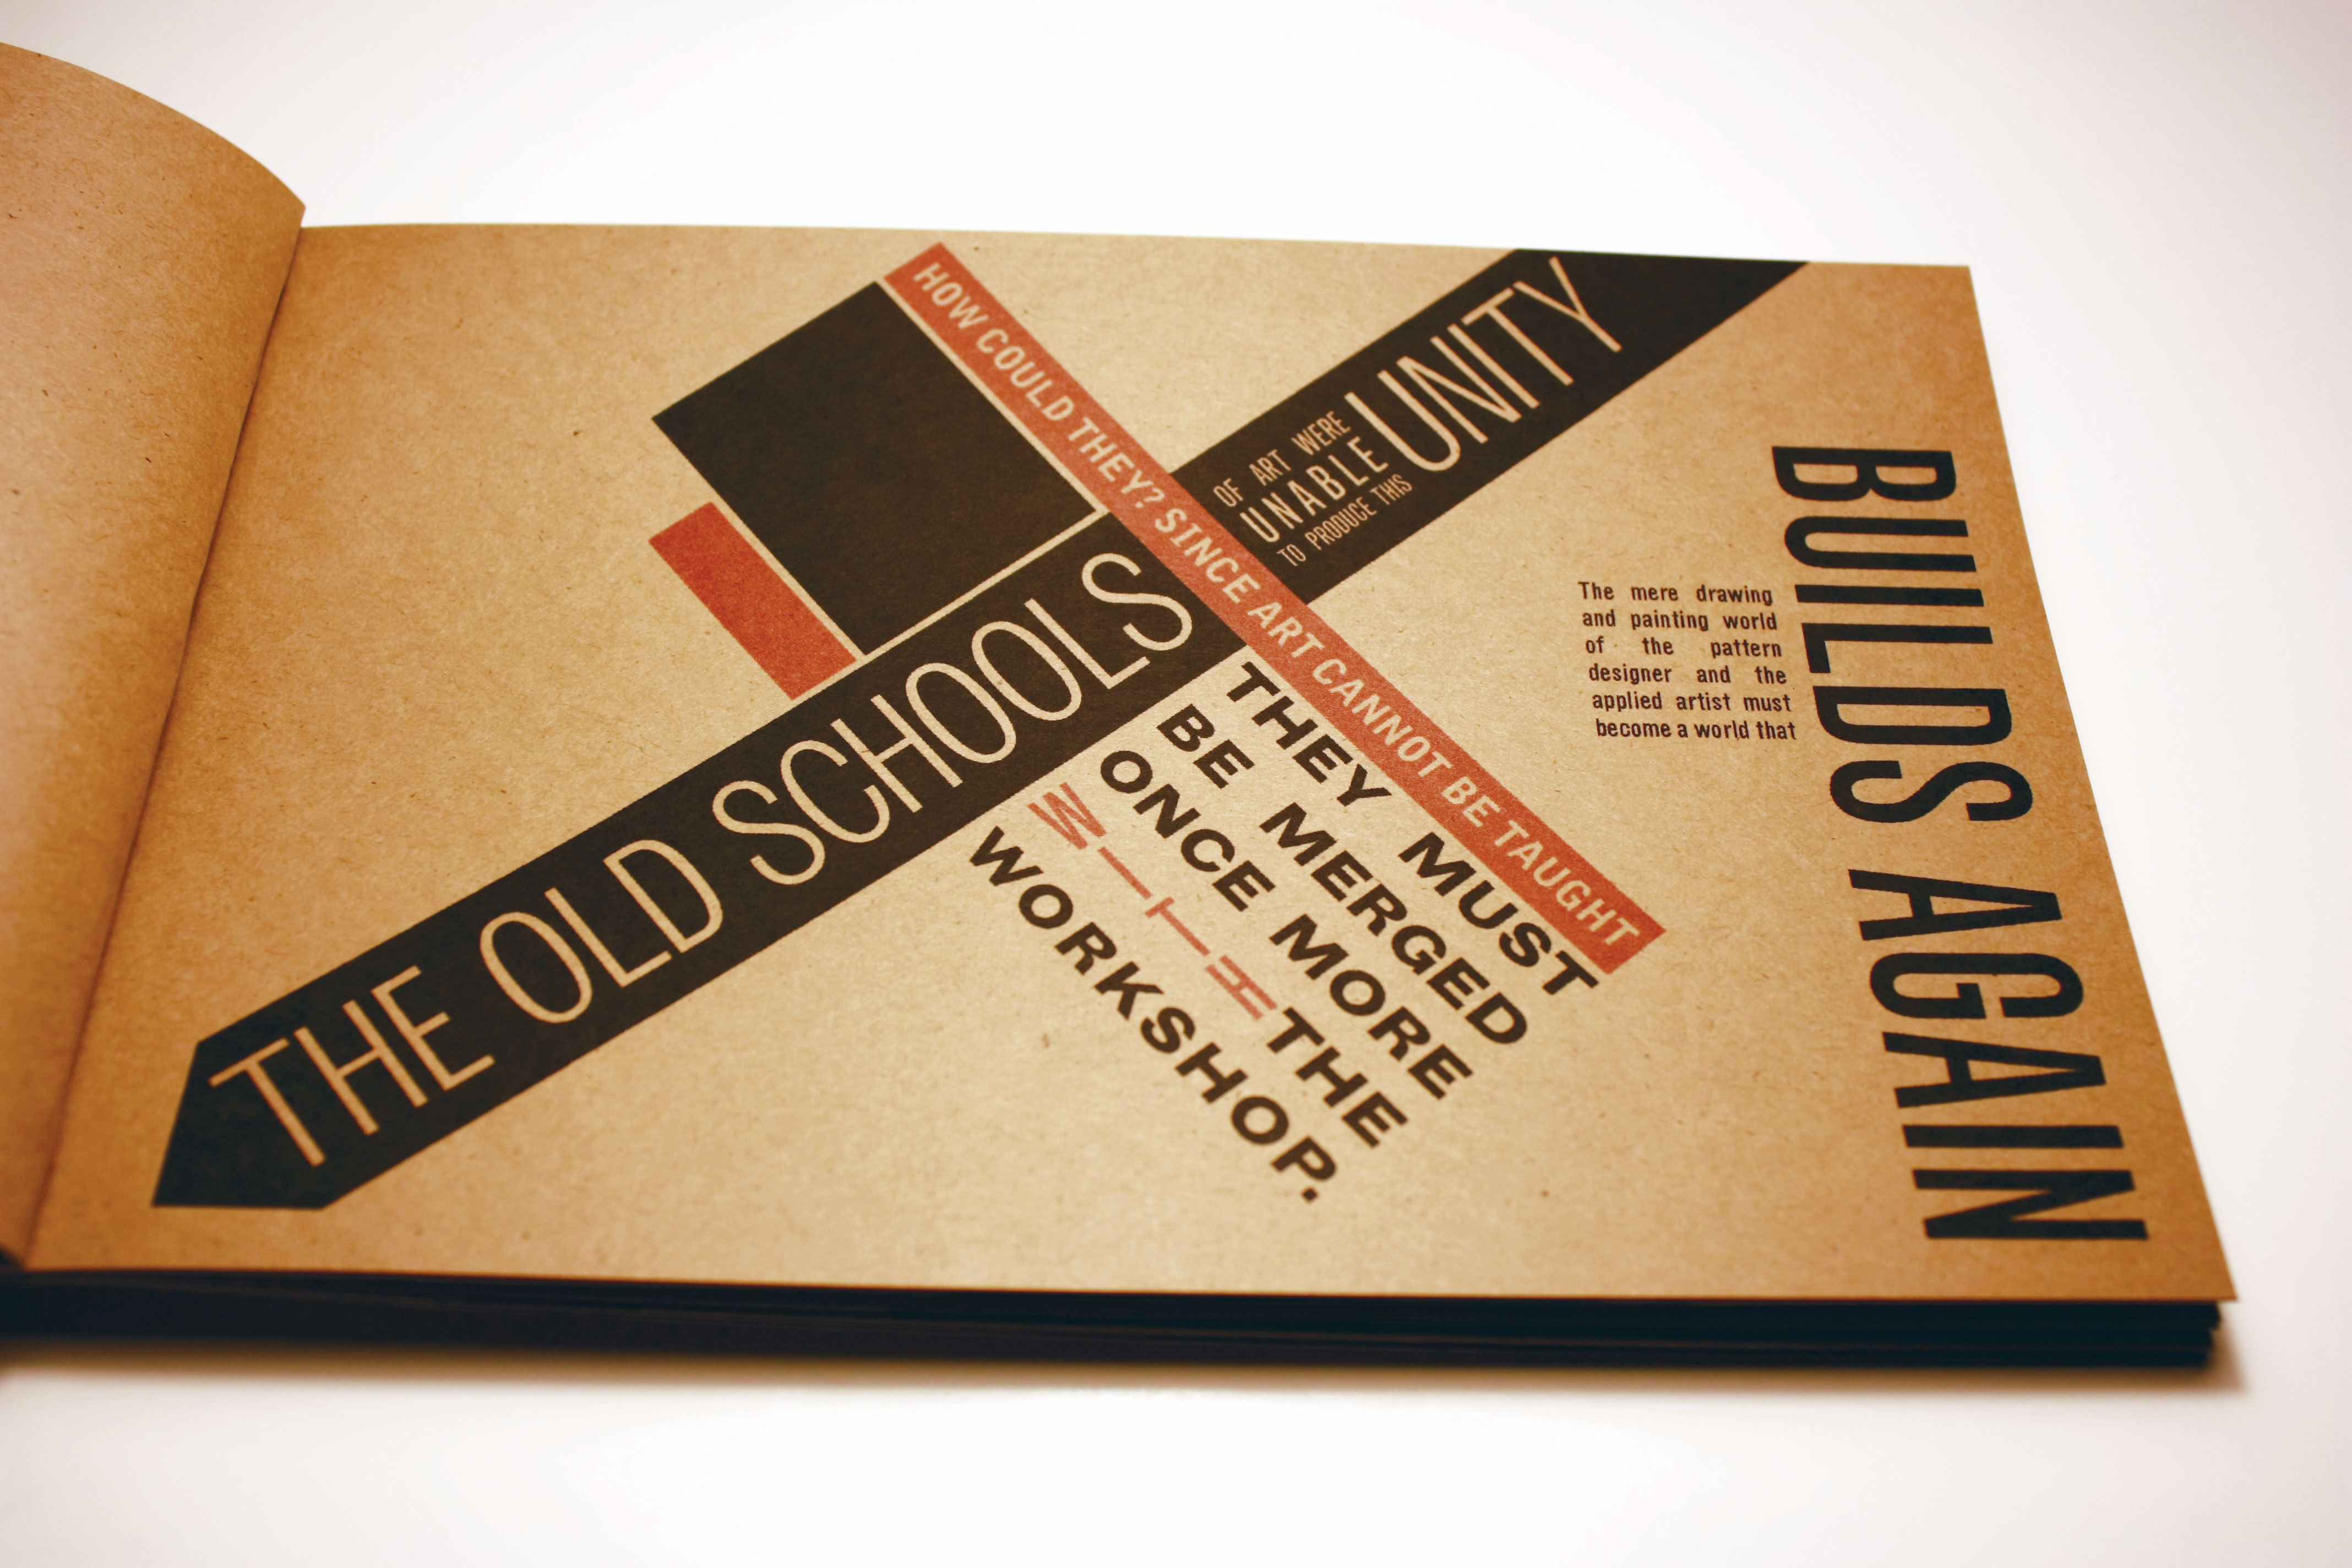 THE OLD SCHOOLS
OF ART WERE
UNABLE
TO PRODUCE THIS
UNITY
HOW COULD THEY? SINCE ART CANNOT BE TAUGHT
THEY MUST
BE MERGED
ONCE MORE
WITH THE
WORKSHOP.
The mere drawing
and painting world
of the pattern
designer and the
applied artist must
become a world that
BUILDS AGAIN